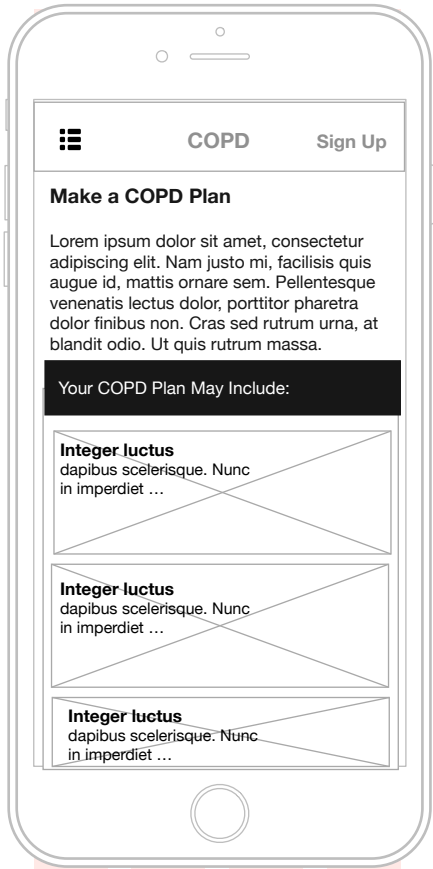 COPD
Sign Up
Make a COPD Plan
Lorem ipsum dolor sit amet, consectetur
adipiscing elit. Nam justo mi, facilisis quis
augue id, mattis ornare sem. Pellentesque
venenatis lectus dolor, porttitor pharetra
dolor finibus non. Cras sed rutrum urna, at
blandit odio. Ut quis rutrum massa.
Your COPD Plan May Include:
Integer luctus
dapibus scelerisque. Nunc
in imperdiet …
Integer luctus
dapibus scelerisque. Nunc
in imperdiet …
Integer luctus
dapibus scelerisque. Nunc
in imperdiet …